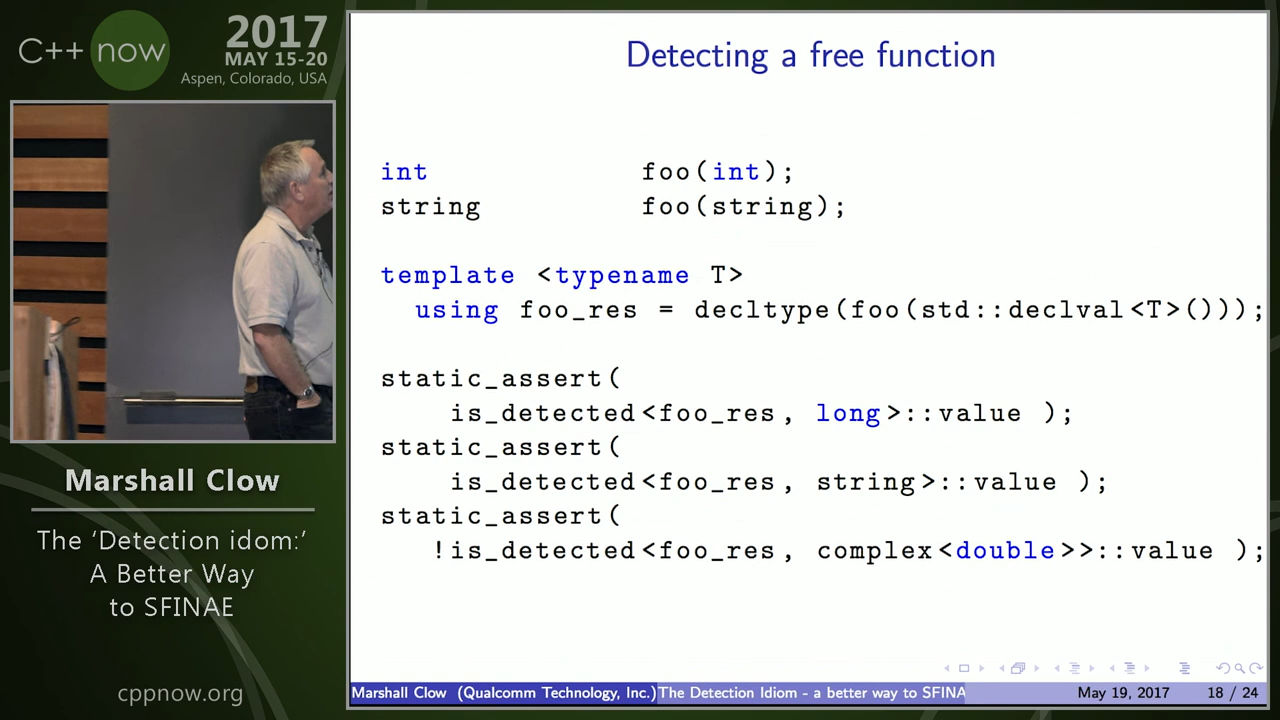 C++ now
2017
MAY 15-20
Aspen, Colorado, USA
Marshall Clow
The ‘Detection idom:’
A Better Way
to SFINAE
cppnow.org
Detecting a free function
int foo(int);
string foo(string);
template <typename T>
using foo_res = decltype(foo(std::declval<T>()));
static_assert(
is_detected<foo_res, long>::value );
static_assert(
is_detected<foo_res, string>::value );
static_assert(
!is_detected<foo_res, complex<double>>::value );
Marshall Clow (Qualcomm Technology, Inc.) The Detection Idiom - a better way to SFINA May 19, 2017 18 / 24